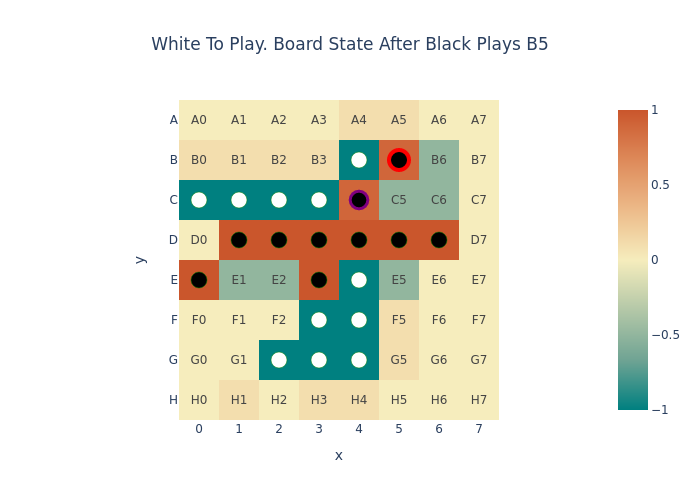 White To Play. Board State After Black Plays B5
A A0 A1 A2 A3 A4 A5 A6 A7
B B0 B1 B2 B3 B6 B7
C C5 C6 C7
D D0 D7
E E1 E2 E5 E6 E7
F F0 F1 F2 F5 F6 F7
G G0 G1 G5 G6 G7
H H0 H1 H2 H3 H4 H5 H6 H7
0 1 2 3 4 5 6 7
x
y
1
0.5
0
−0.5
−1